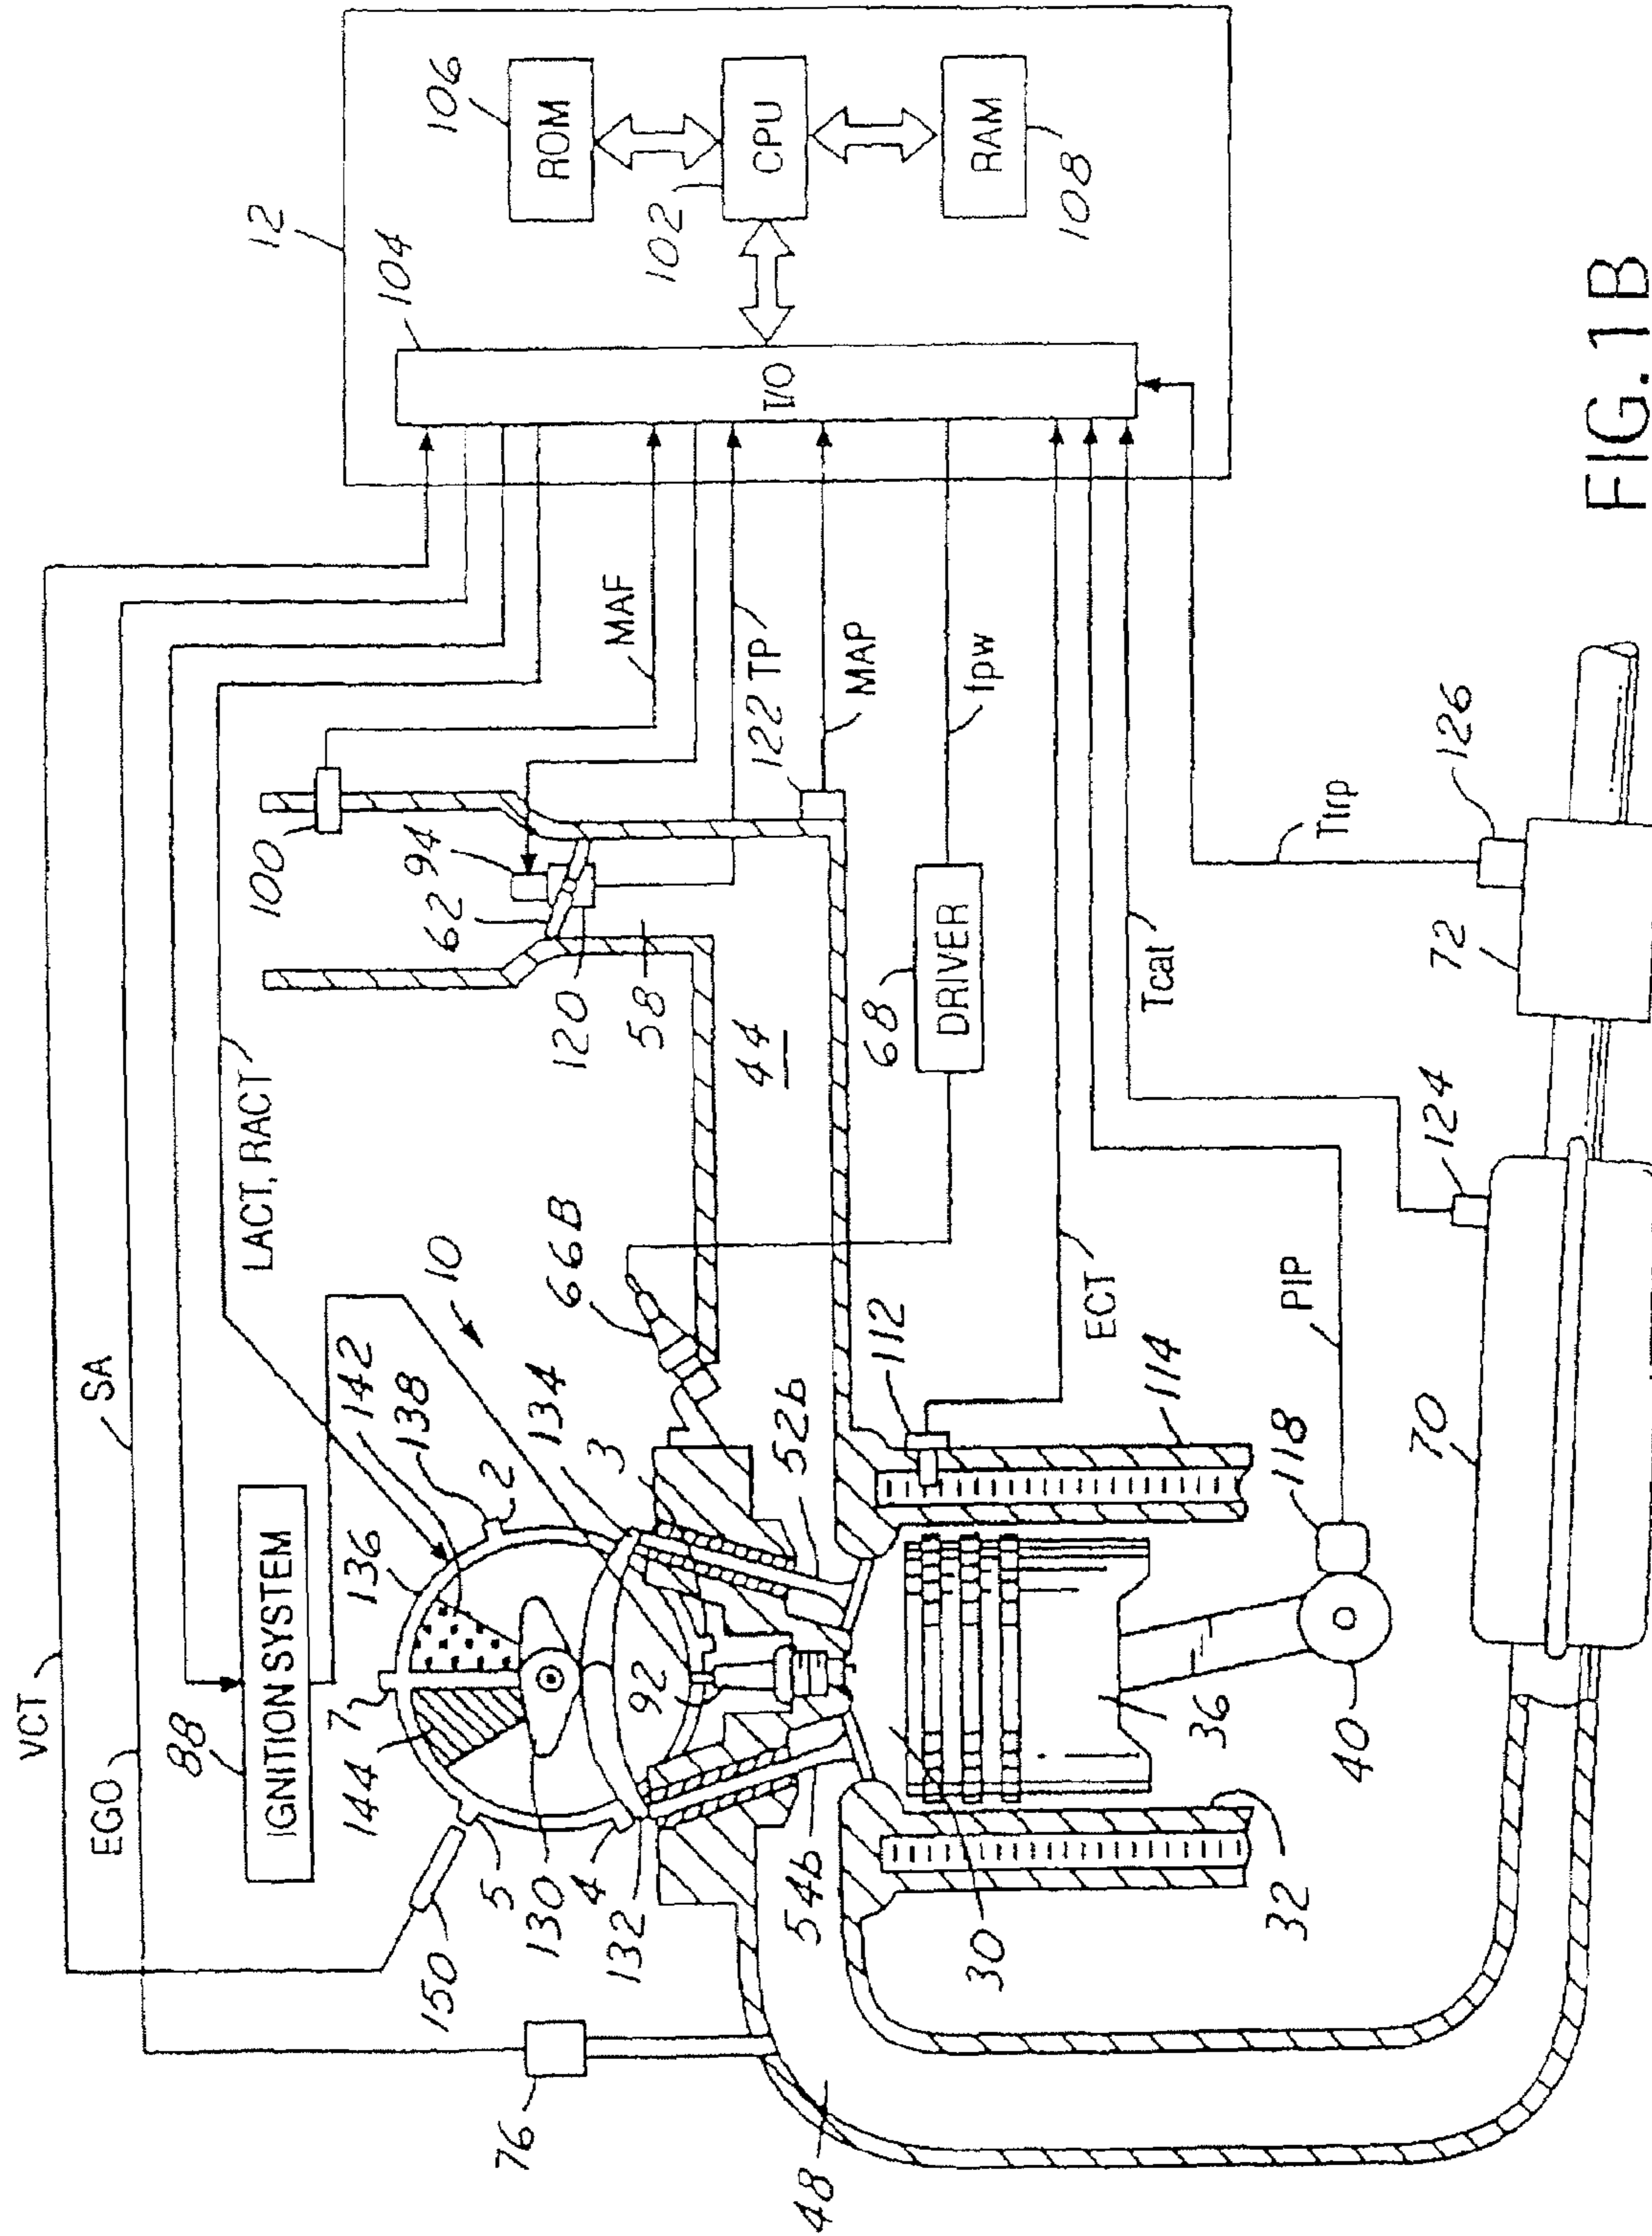 12
104
106
ROM
102
CPU
RAM
108
I/O
VCT
SA
EGO
LACT, RACT
MAF
TP
122
MAP
fpw
100
94
62
120
58
44
66B
68
DRIVER
10
142
138
2
136
134
3
52b
IGNITION SYSTEM
88
7
144
5
130
4
132
150
92
54b
76
48
30
32
36
40
118
PIP
112
114
ECT
Tcat
Ttrp
124
126
70
72
FIG. 1B